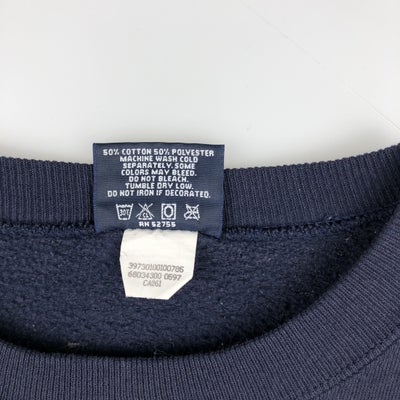 50% COTTON 50% POLYESTER
MACHINE WASH COLD
SEPARATELY. SOME
COLORS MAY BLEED.
DO NOT BLEACH.
TUMBLE DRY LOW.
DO NOT IRON IF DECORATED.
RN 52755
39730100100786
68034300 0597
CA061